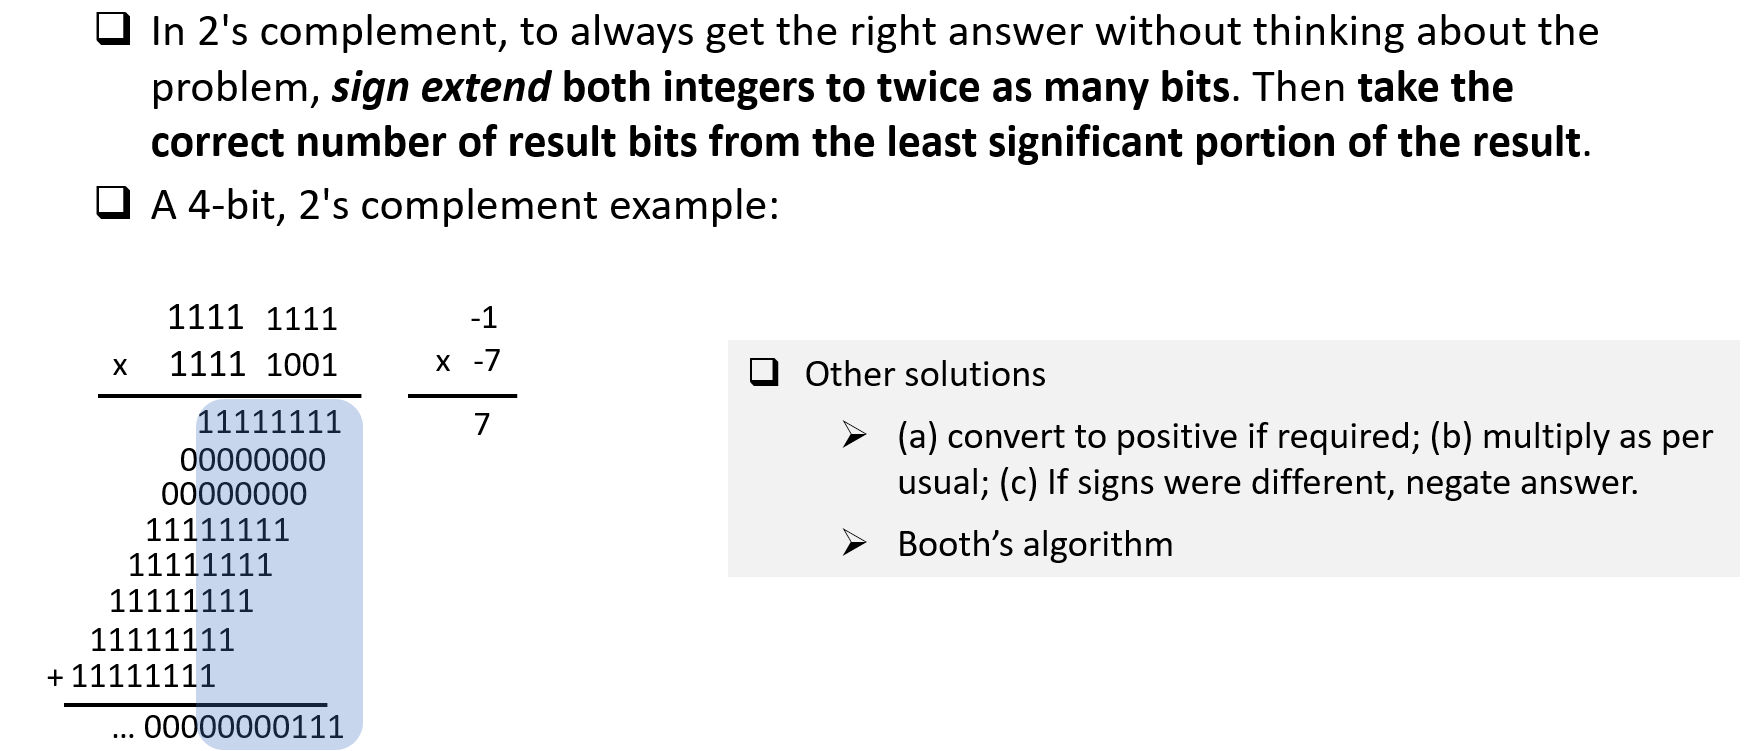 In 2's complement, to always get the right answer without thinking about the
problem, sign extend both integers to twice as many bits. Then take the
correct number of result bits from the least significant portion of the result.
A 4-bit, 2's complement example:
1111 1111
x 1111 1001
11111111
00000000
00000000
11111111
11111111
11111111
11111111
+ 11111111
... 00000000111
-1
x -7
7
Other solutions
(a) convert to positive if required; (b) multiply as per
usual; (c) If signs were different, negate answer.
Booth’s algorithm